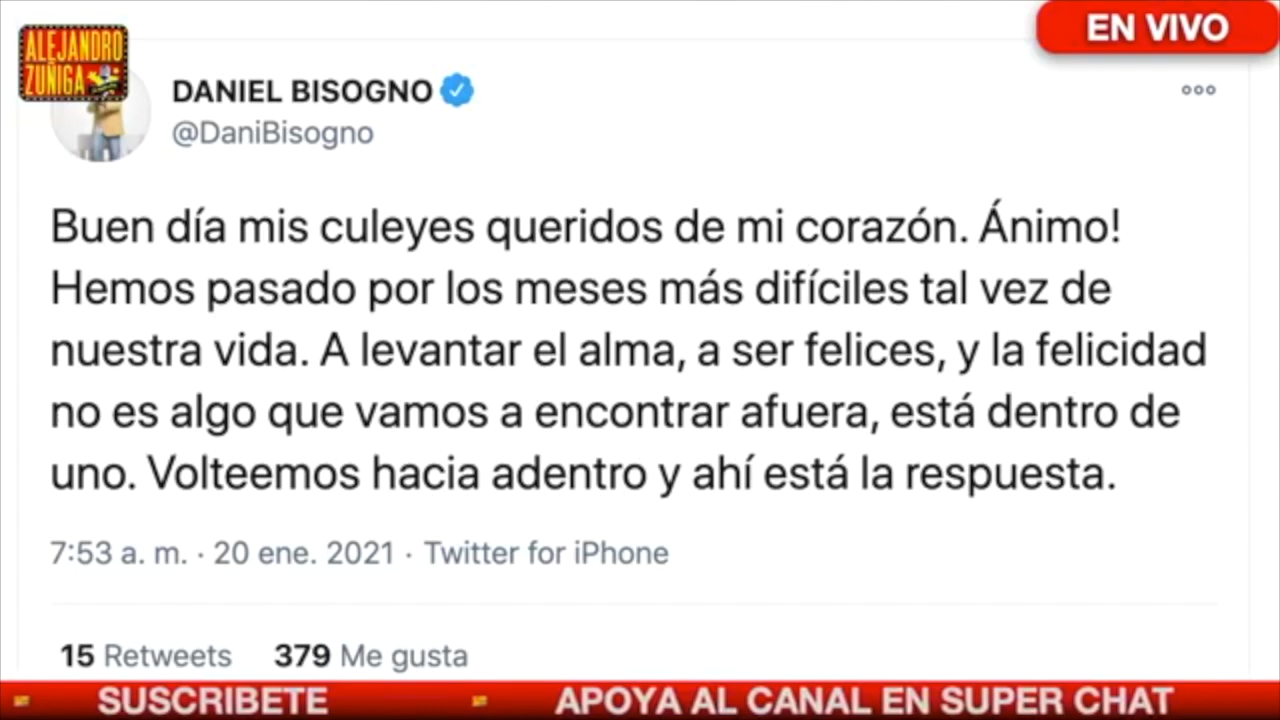 ALEJANDRO
ZUÑIGA
EN VIVO
DANIEL BISOGNO
@DaniBisogno
Buen día mis culeyes queridos de mi corazón. Ánimo!
Hemos pasado por los meses más difíciles tal vez de
nuestra vida. A levantar el alma, a ser felices, y la felicidad
no es algo que vamos a encontrar afuera, está dentro de
uno. Volteemos hacia adentro y ahí está la respuesta.
7:53 a. m. · 20 ene. 2021 · Twitter for iPhone
15 Retweets 379 Me gusta
SUSCRIBETE APOYA AL CANAL EN SUPER CHAT